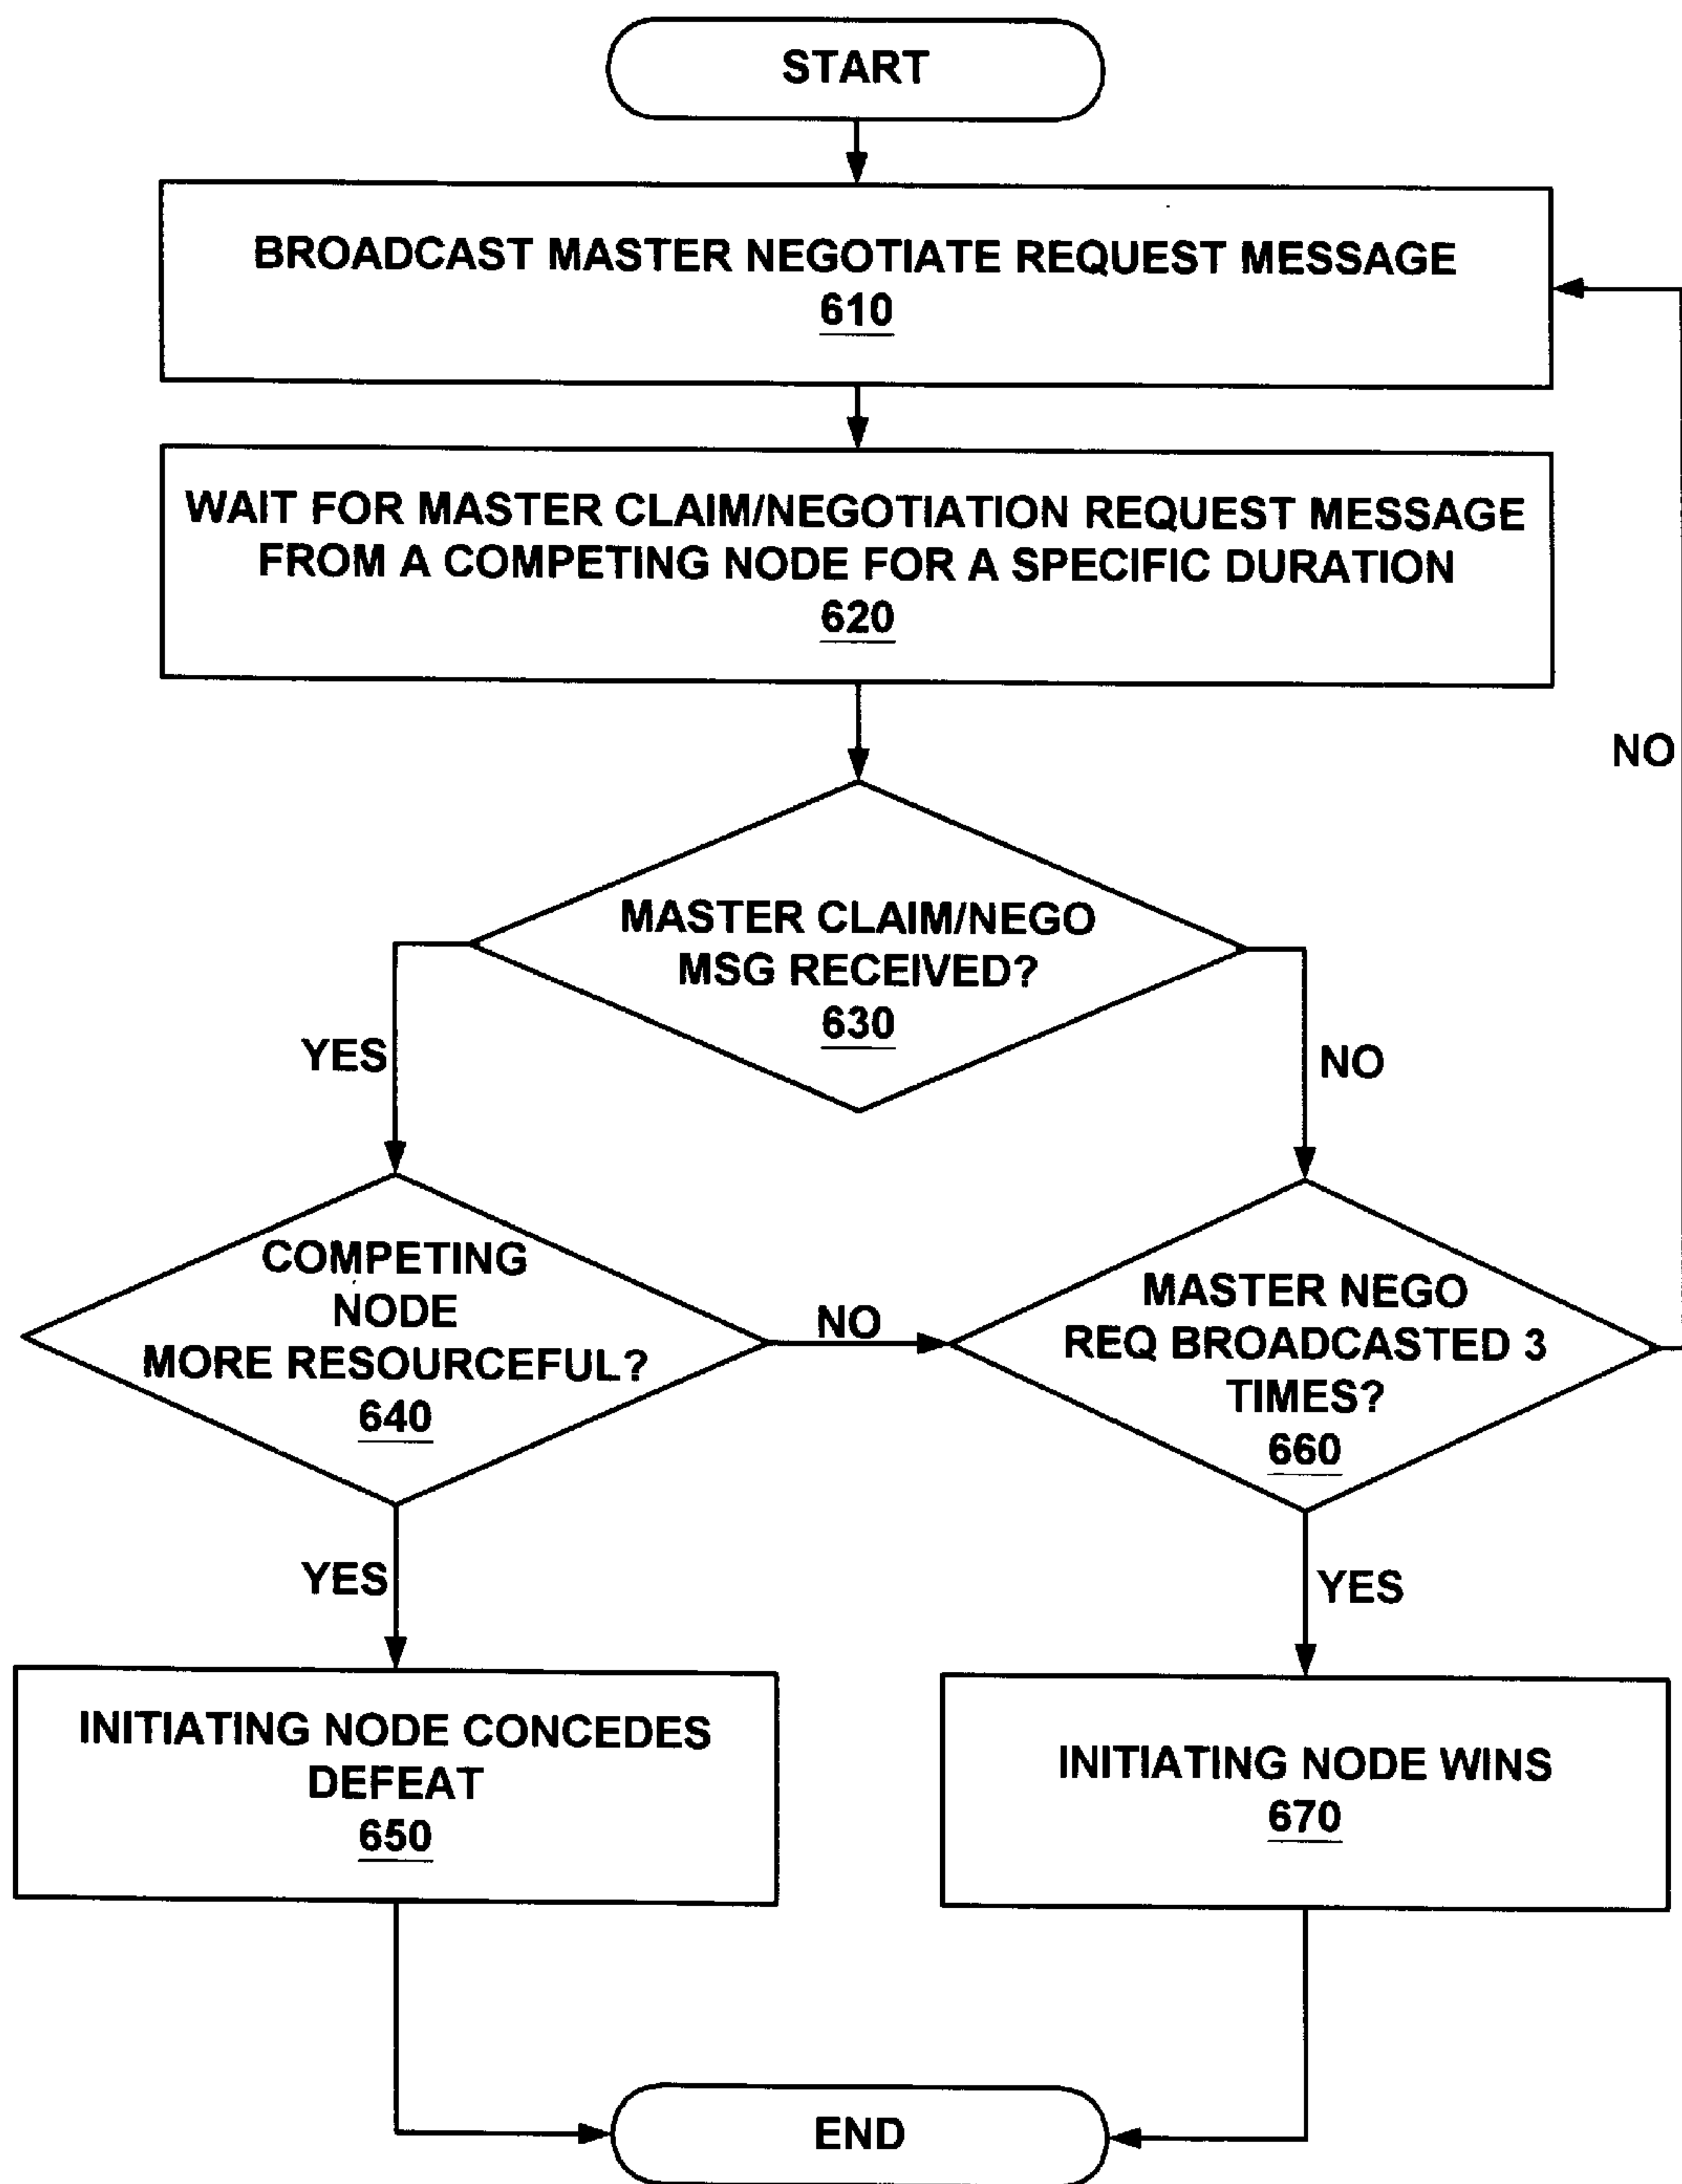 START
BROADCAST MASTER NEGOTIATE REQUEST MESSAGE
610
WAIT FOR MASTER CLAIM/NEGOTIATION REQUEST MESSAGE
FROM A COMPETING NODE FOR A SPECIFIC DURATION
620
NO
MASTER CLAIM/NEGO
MSG RECEIVED?
630
YES
NO
COMPETING
NODE
MORE RESOURCEFUL?
640
NO
MASTER NEGO
REQ BROADCASTED 3
TIMES?
660
YES
YES
INITIATING NODE CONCEDES
DEFEAT
650
INITIATING NODE WINS
670
END